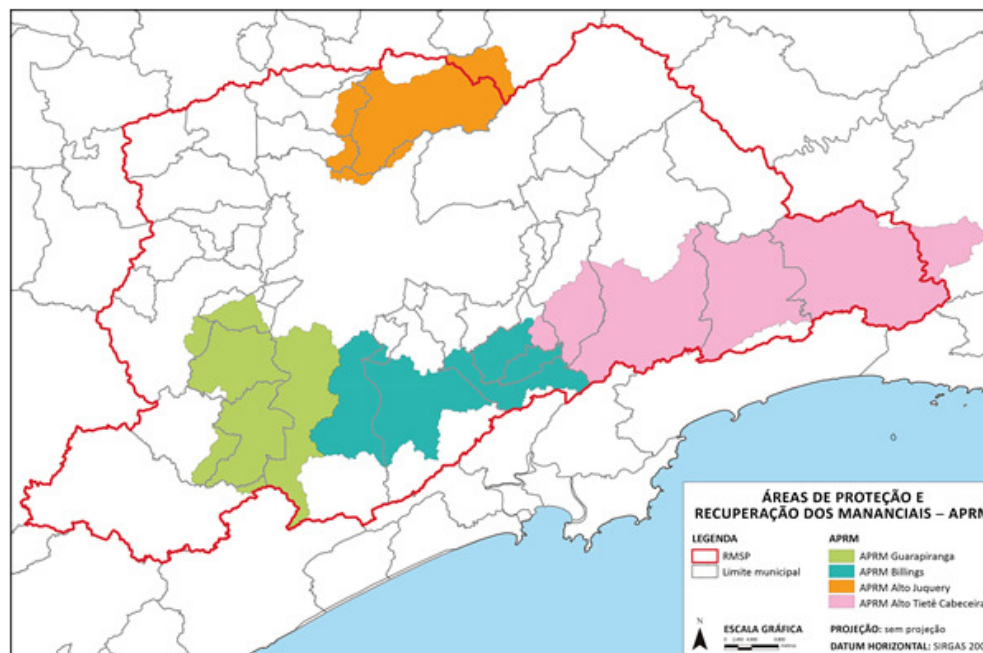 ÁREAS DE PROTEÇÃO E
RECUPERAÇÃO DOS MANANCIAIS – APRM
LEGENDA
RMSP
Limite municipal
APRM
APRM Guarapiranga
APRM Billings
APRM Alto Juquery
APRM Alto Tietê Cabeceira
N
ESCALA GRÁFICA
PROJEÇÃO: sem projeção
DATUM HORIZONTAL: SIRGAS 200